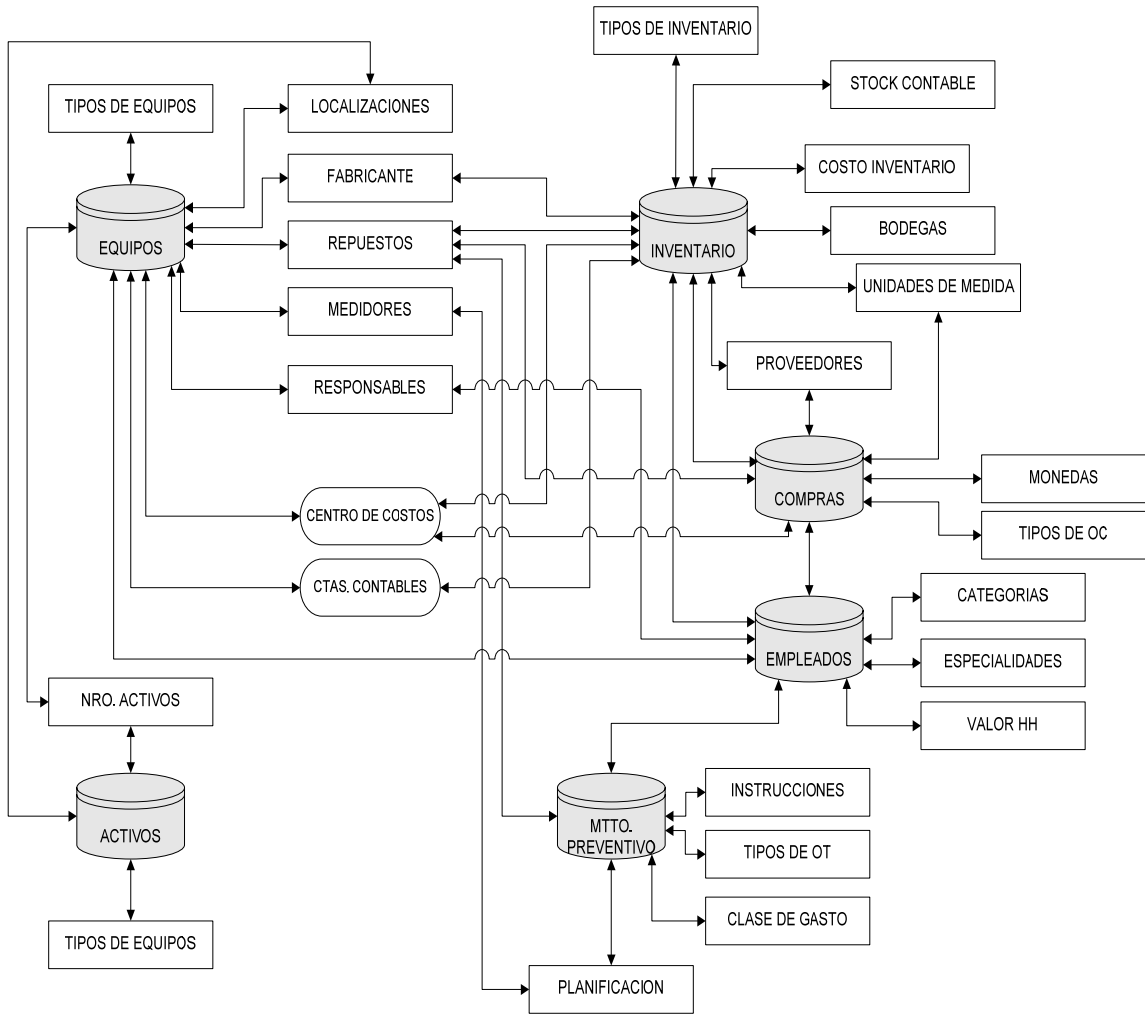 TIPOS DE INVENTARIO
STOCK CONTABLE
TIPOS DE EQUIPOS
LOCALIZACIONES
COSTO INVENTARIO
FABRICANTE
BODEGAS
EQUIPOS
REPUESTOS
INVENTARIO
UNIDADES DE MEDIDA
MEDIDORES
PROVEEDORES
RESPONSABLES
MONEDAS
COMPRAS
CENTRO DE COSTOS
TIPOS DE OC
CTAS. CONTABLES
CATEGORIAS
EMPLEADOS
ESPECIALIDADES
NRO. ACTIVOS
VALOR HH
INSTRUCCIONES
ACTIVOS
MTTO.
PREVENTIVO
TIPOS DE OT
CLASE DE GASTO
TIPOS DE EQUIPOS
PLANIFICACION